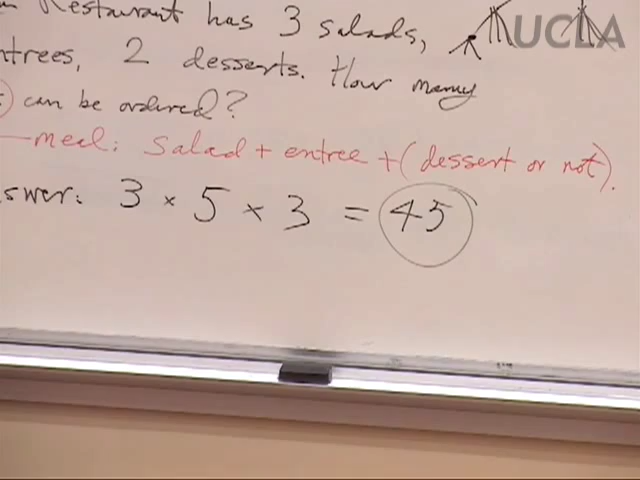 Restaurant has 3 salads,
ntrees, 2 desserts. How many
can be ordered?
meal: salad + entree + (dessert or not).
swer: 3 × 5 × 3 = 45
UCLA